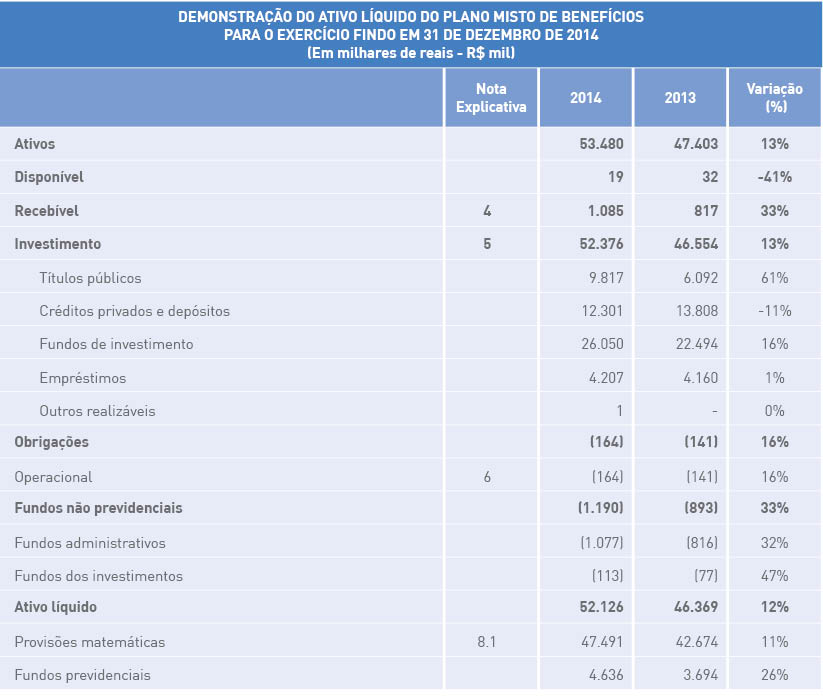 DEMONSTRAÇÃO DO ATIVO LÍQUIDO DO PLANO MISTO DE BENEFÍCIOS
PARA O EXERCÍCIO FINDO EM 31 DE DEZEMBRO DE 2014
(Em milhares de reais - R$ mil)
Nota Explicativa 2014 2013 Variação (%)
Ativos 53.480 47.403 13%
Disponível 19 32 -41%
Recebível 4 1.085 817 33%
Investimento 5 52.376 46.554 13%
Títulos públicos 9.817 6.092 61%
Créditos privados e depósitos 12.301 13.808 -11%
Fundos de investimento 26.050 22.494 16%
Empréstimos 4.207 4.160 1%
Outros realizáveis 1 - 0%
Obrigações (164) (141) 16%
Operacional 6 (164) (141) 16%
Fundos não previdenciais (1.190) (893) 33%
Fundos administrativos (1.077) (816) 32%
Fundos dos investimentos (113) (77) 47%
Ativo líquido 52.126 46.369 12%
Provisões matemáticas 8.1 47.491 42.674 11%
Fundos previdenciais 4.636 3.694 26%